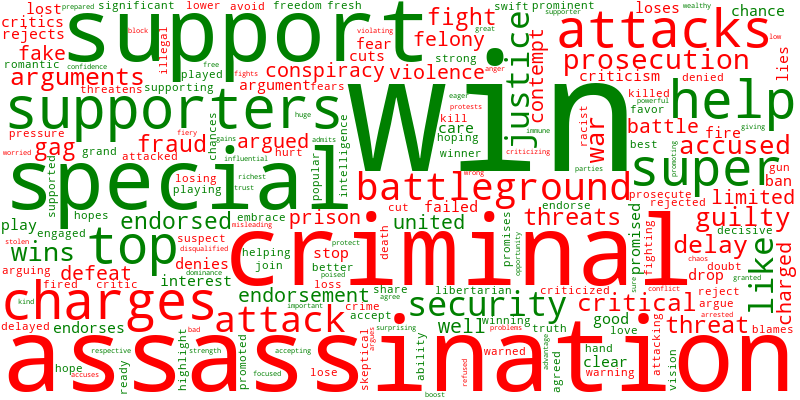 lost
prepared
significant
lower
avoid
freedom
fresh
swift
prominent
supporter
loses
wealthy
low
critics
rejects
support
fight
attacks
chance
fake
illegal
block
romantic
confidence
free
played
fear
felony
violating
great
cuts
strong
anger
justice
contempt
prosecution
lies
arguments
threatens
supporting
fights
conspiracy
violence
criticism
denied
argument
fears
eager
protests
killed
powerful
help
supporters
chances
huge
kill
care
hoping
immune
racist
war
favor
giving
pressure
fiery
gains
admits
winner
criticizing
battle
fire
gag
grand
fraud
argued
intelligence
win
best
accused
worried
attacked
influential
hurt
popular
wrong
parties
promoting
gun
special
supported
losing
richest
playing
trust
battleground
super
ban
prosecute
rejected
limited
hopes
embrace
cut
failed
endorse
play
engaged
endorsed
misleading
prison
united
threats
promises
promised
guilty
stolen
suspect
disqualified
protect
death
opportunity
fighting
decisive
wins
top
criminal
delay
like
charged
arguing
denies
helping
stop
chaos
doubt
defeat
dominance
join
better
poised
sure
conflict
drop
granted
fired
critic
interest
loss
share
libertarian
criticized
reject
charges
kind
endorsement
agree
security
critical
argue
important
crime
accept
arrested
delayed
endorses
attack
well
winning
good
threat
blames
bad
surprising
problems
truth
love
respective
highlight
promoted
skeptical
argues
warned
advantage
hand
attacking
vision
hope
ready
strength
accepting
ability
agreed
clear
accuses
focused
lose
refused
warning
assassination
boost